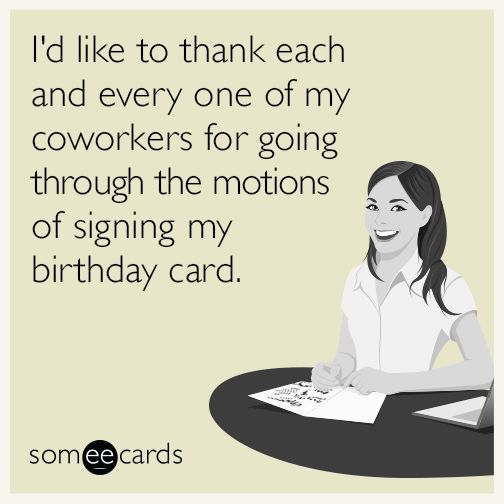 I'd like to thank each
and every one of my
coworkers for going
through the motions
of signing my
birthday card.
someecards